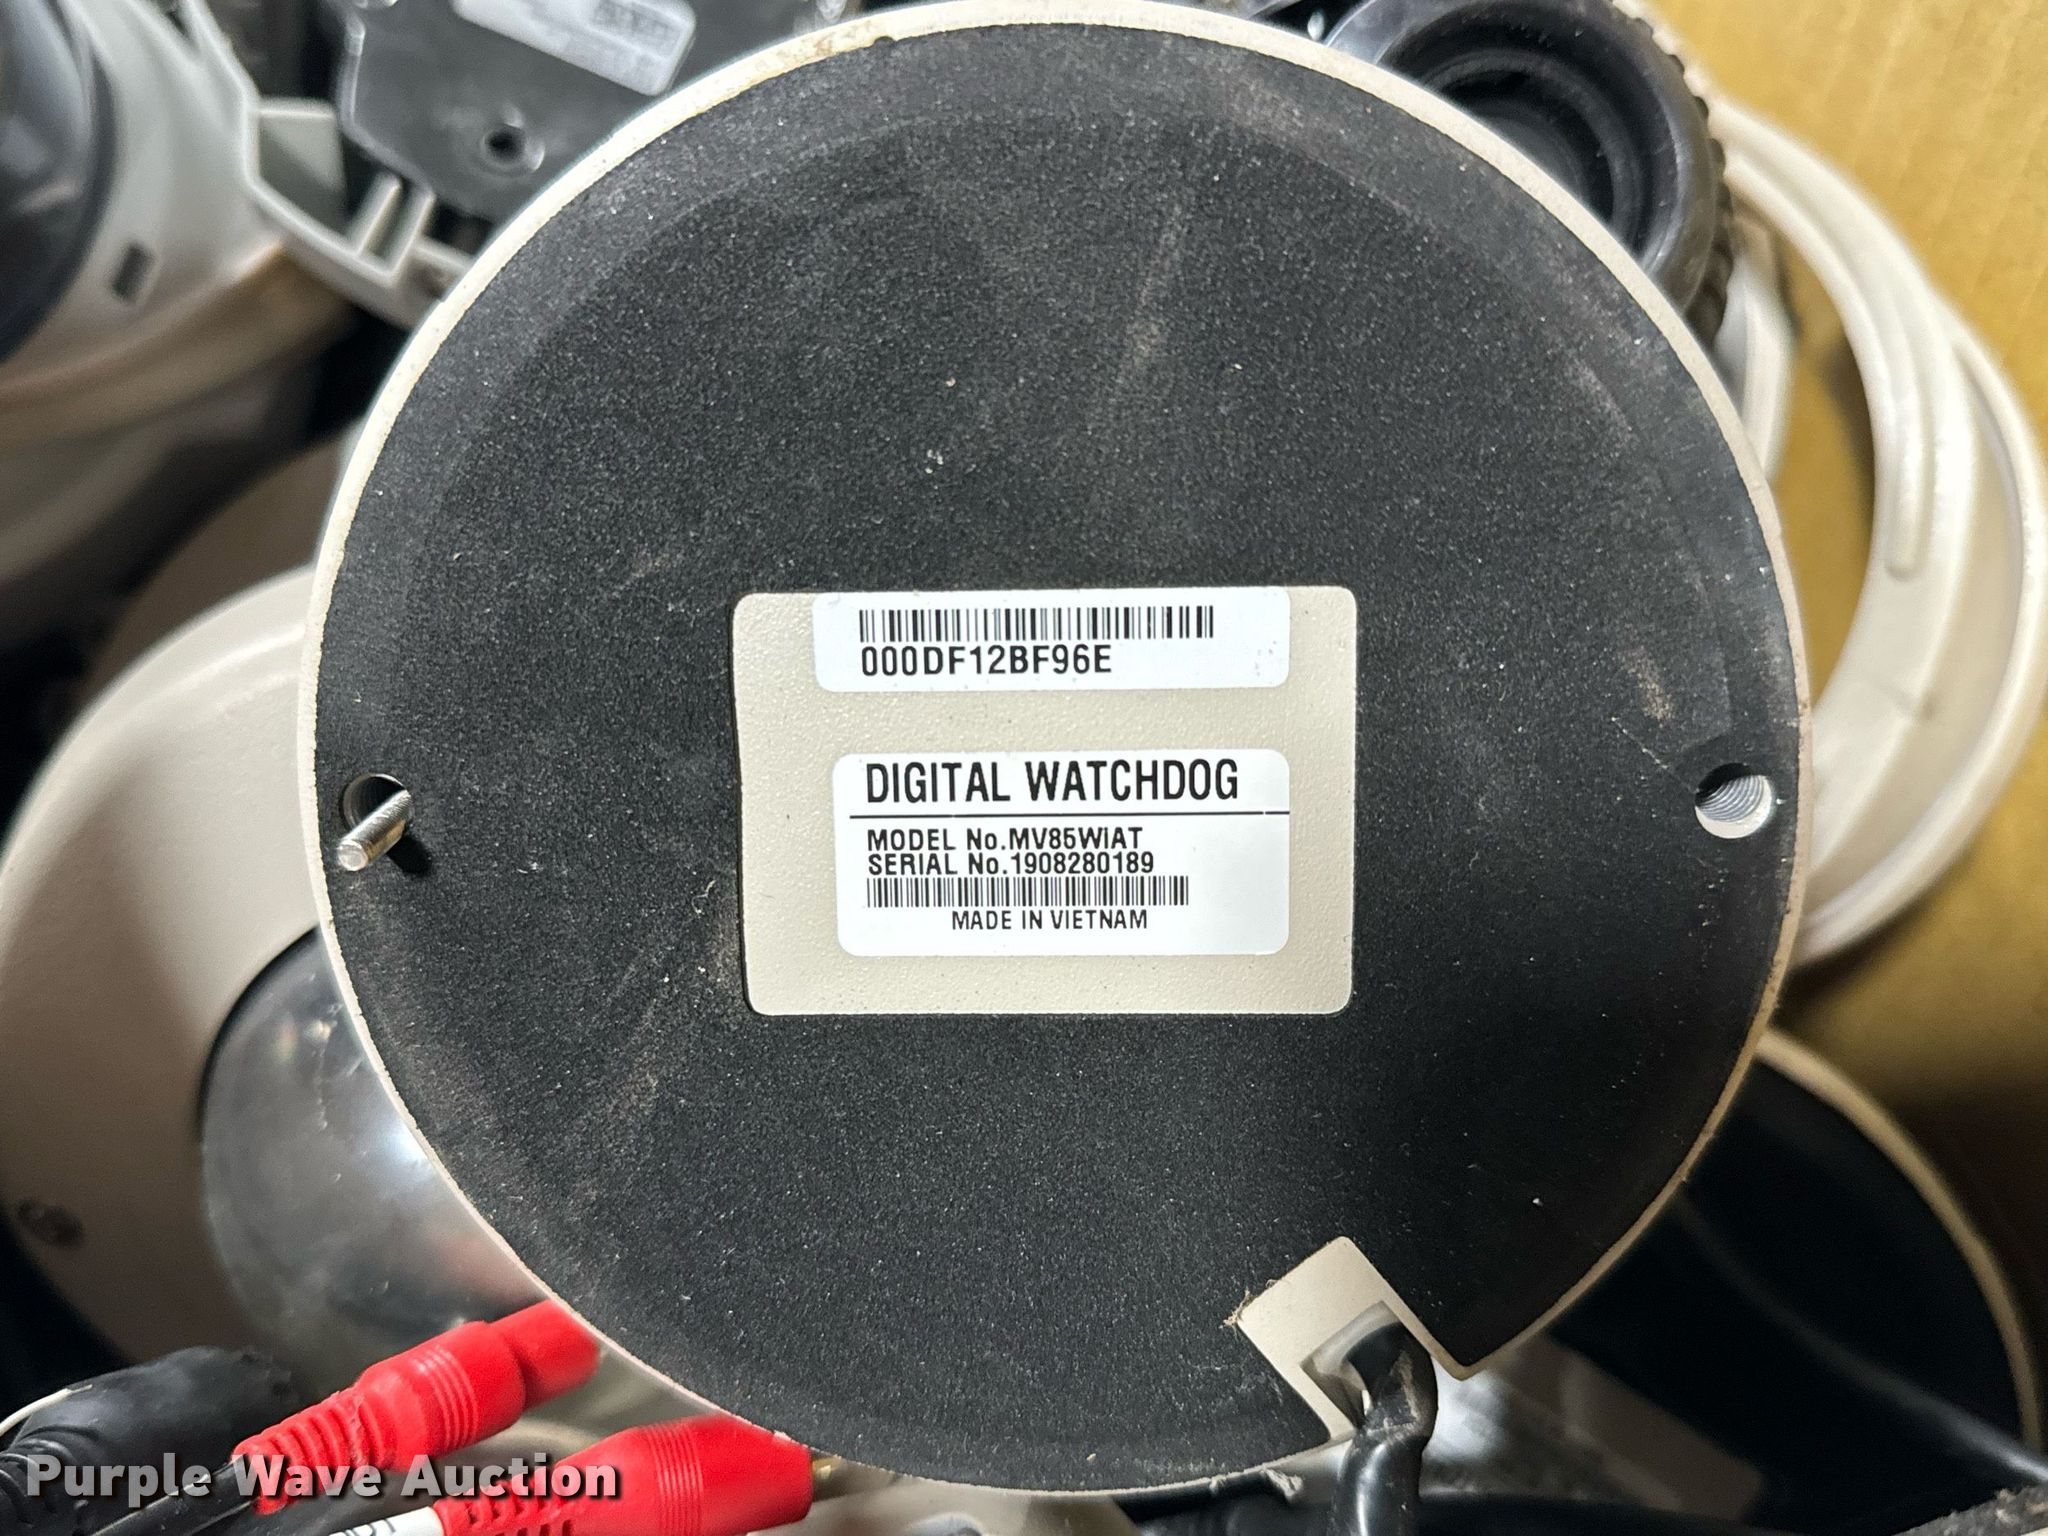 000DF12BF96E
DIGITAL WATCHDOG
MODEL No.MV85WiAT
SERIAL No.1908280189
MADE IN VIETNAM
Purple Wave Auction